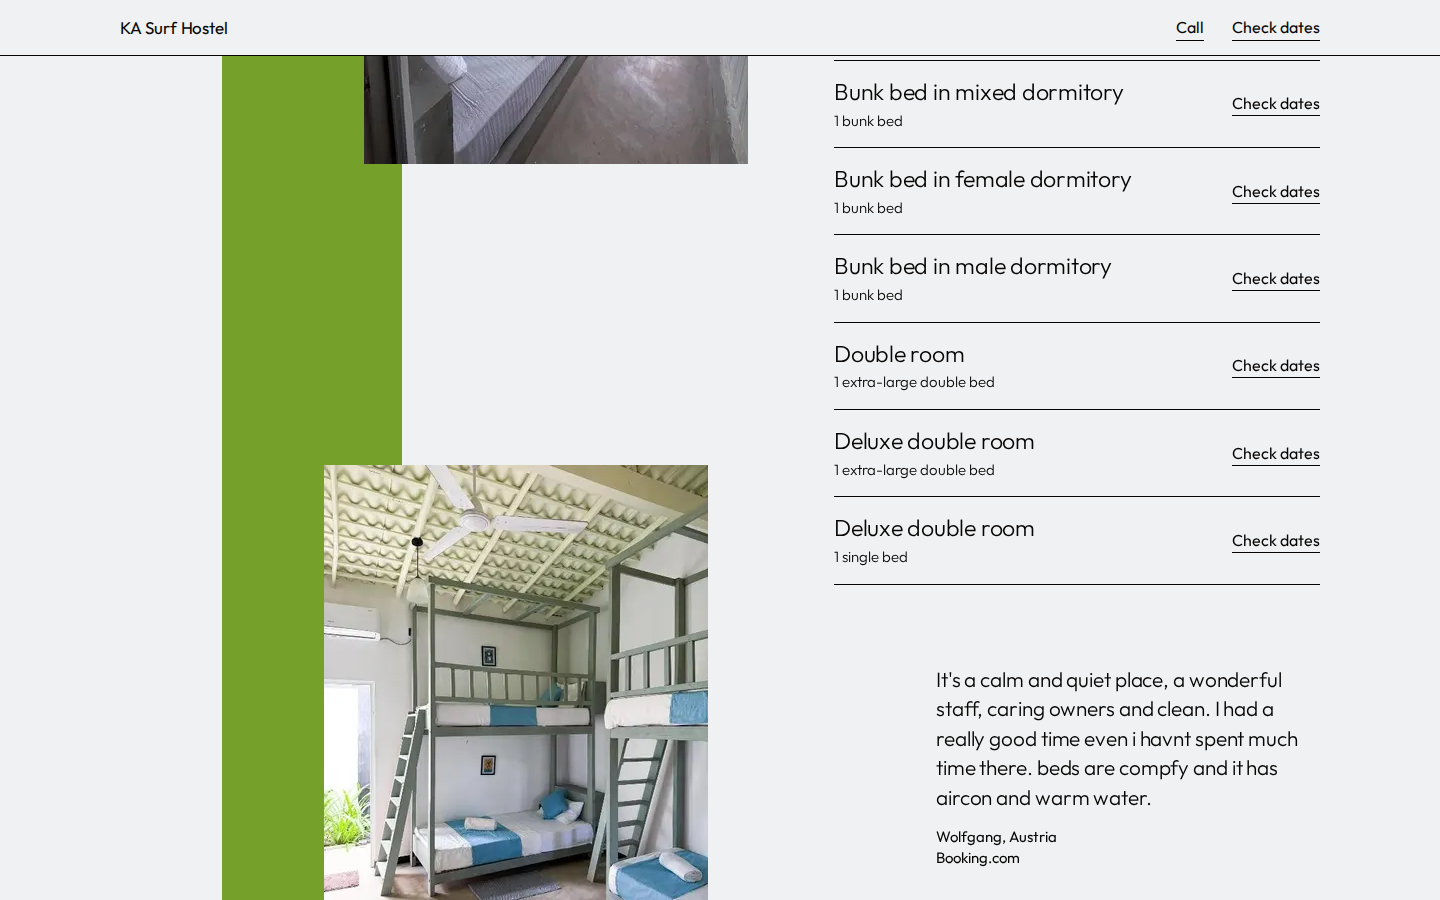 KA Surf Hostel
Call
Check dates
Bunk bed in mixed dormitory
1 bunk bed
Check dates
Bunk bed in female dormitory
1 bunk bed
Check dates
Bunk bed in male dormitory
1 bunk bed
Check dates
Double room
1 extra-large double bed
Check dates
Deluxe double room
1 extra-large double bed
Check dates
Deluxe double room
1 single bed
Check dates
It's a calm and quiet place, a wonderful
staff, caring owners and clean. I had a
really good time even i havnt spent much
time there. beds are compfy and it has
aircon and warm water.
Wolfgang, Austria
Booking.com